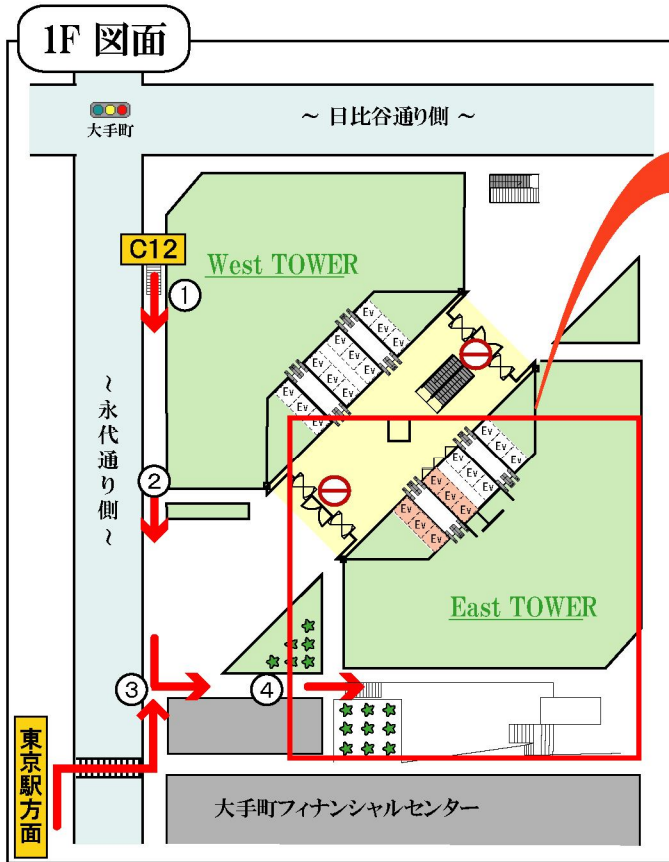 1F 図面
大手町
～ 日比谷通り側 ～
C12
West TOWER
①
Ev Ev Ev
Ev Ev Ev
Ev Ev Ev
Ev Ev Ev
～永代通り側～
②
Ev Ev Ev
Ev Ev Ev
Ev Ev Ev
Ev Ev Ev
East TOWER
③
④
東京駅方面
大手町フィナンシャルセンター